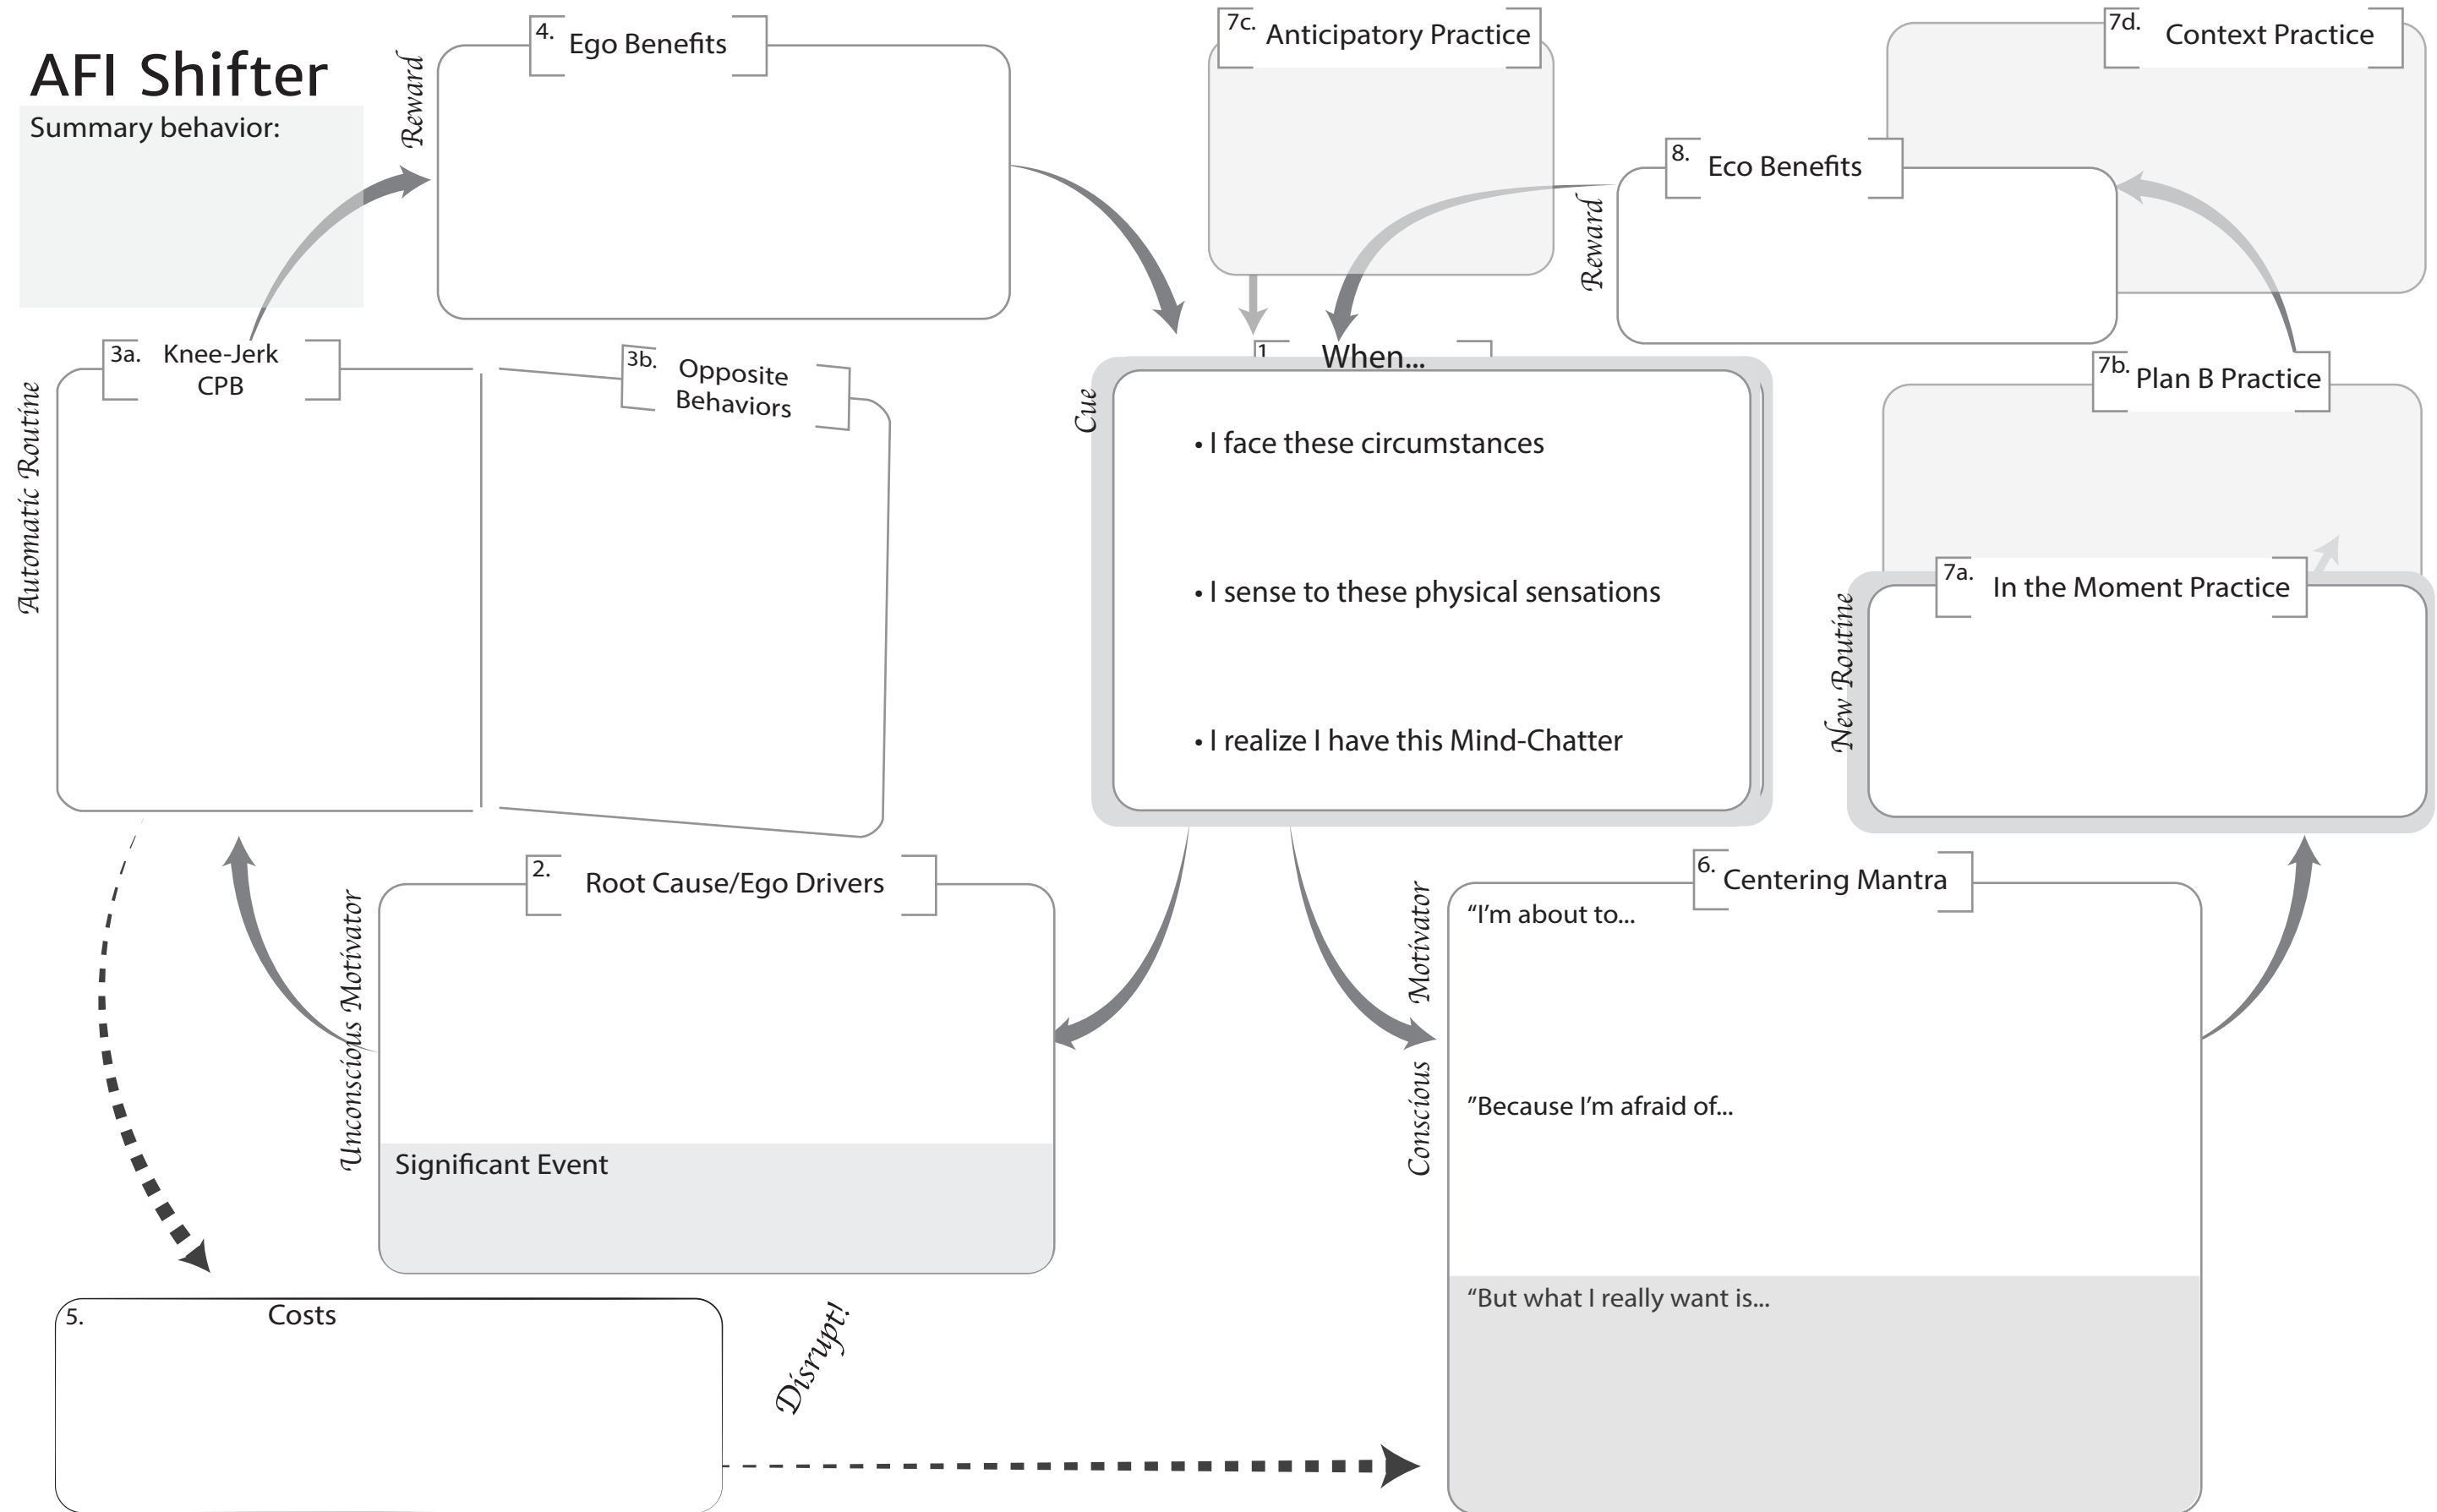 AFI Shifter
Summary behavior:
Reward
4.
Ego Benefits
7c.
Anticipatory Practice
7d.
Context Practice
8.
Eco Benefits
Reward
Automatic Routine
3a.
Knee-Jerk
CPB
3b.
Opposite
Behaviors
Cue
1
When...
• I face these circumstances
• I sense to these physical sensations
• I realize I have this Mind-Chatter
7b.
Plan B Practice
New Routine
7a.
In the Moment Practice
Unconscious Motivator
2.
Root Cause/Ego Drivers
Significant Event
Conscious Motivator
6.
Centering Mantra
“I’m about to...
”Because I’m afraid of...
“But what I really want is...
5.
Costs
Disrupt!